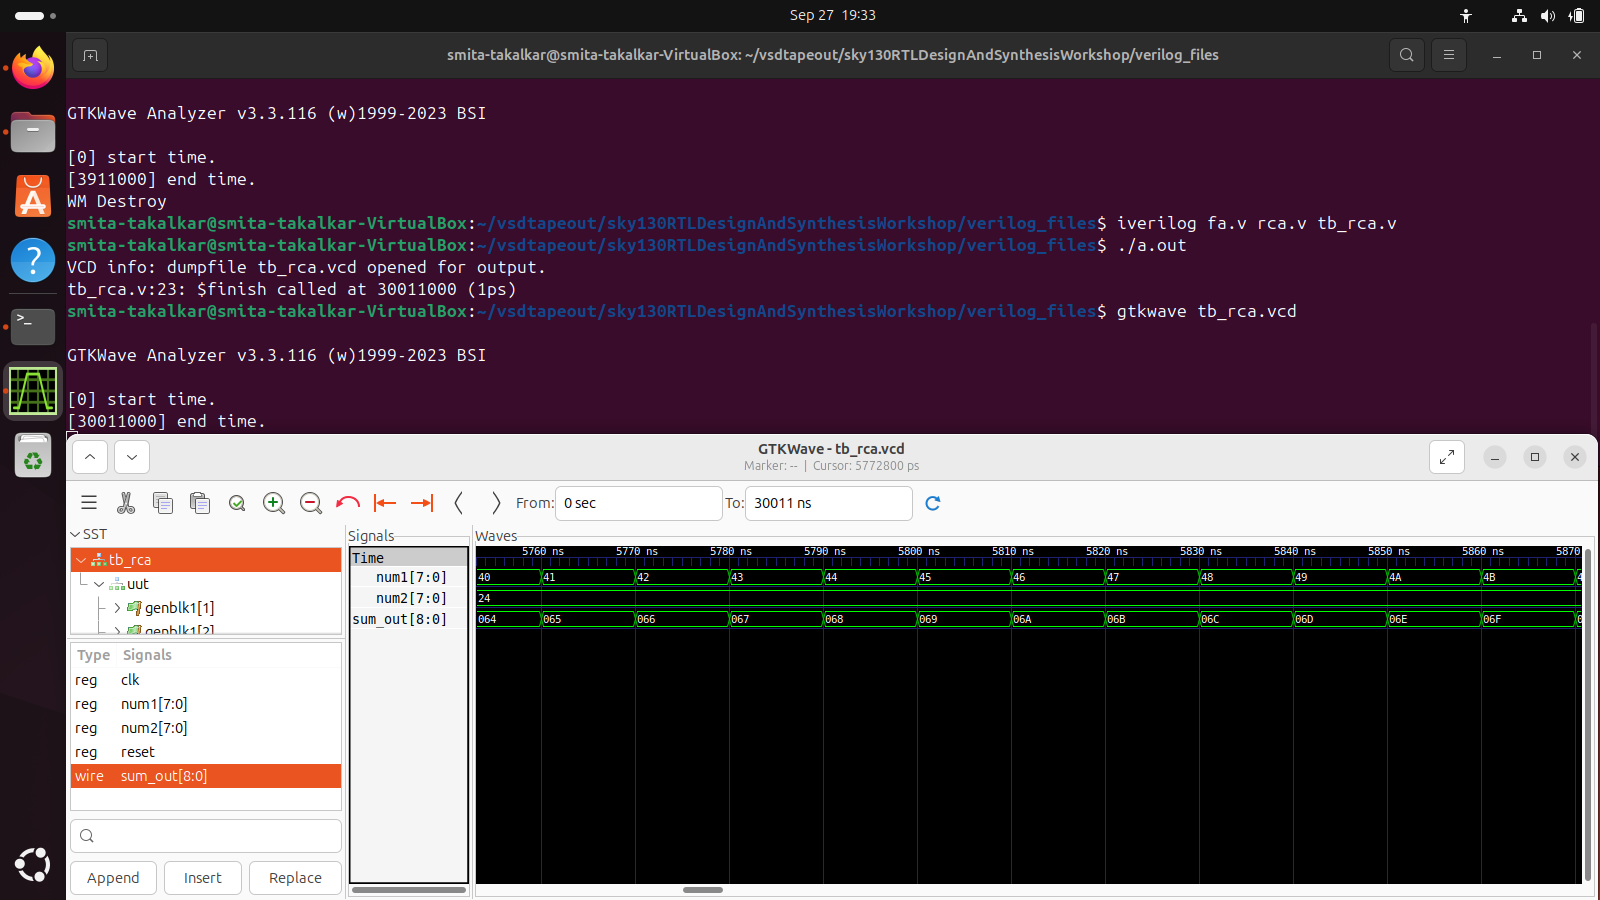 Sep 27 19:33
smita-takalkar@smita-takalkar-VirtualBox: ~/vsdtapeout/sky130RTLDesignAndSynthesisWorkshop/verilog_files
GTKWave Analyzer v3.3.116 (w)1999-2023 BSI
[0] start time.
[3911000] end time.
WM Destroy
smita-takalkar@smita-takalkar-VirtualBox:~/vsdtapeout/sky130RTLDesignAndSynthesisWorkshop/verilog_files$ iverilog fa.v rca.v tb_rca.v
smita-takalkar@smita-takalkar-VirtualBox:~/vsdtapeout/sky130RTLDesignAndSynthesisWorkshop/verilog_files$ ./a.out
VCD info: dumpfile tb_rca.vcd opened for output.
tb_rca.v:23: $finish called at 30011000 (1ps)
smita-takalkar@smita-takalkar-VirtualBox:~/vsdtapeout/sky130RTLDesignAndSynthesisWorkshop/verilog_files$ gtkwave tb_rca.vcd
GTKWave Analyzer v3.3.116 (w)1999-2023 BSI
[0] start time.
[30011000] end time.
GTKWave - tb_rca.vcd
Marker: -- | Cursor: 5772800 ps
From: 0 sec To: 30011 ns
SST
tb_rca
uut
genblk1[1]
genblk1[2]
Type Signals
reg clk
reg num1[7:0]
reg num2[7:0]
reg reset
wire sum_out[8:0]
Append Insert Replace
Signals
Time
num1[7:0]
num2[7:0]
sum_out[8:0]
Waves
5760 ns 5770 ns 5780 ns 5790 ns 5800 ns 5810 ns 5820 ns 5830 ns 5840 ns 5850 ns 5860 ns 5870
40 41 42 43 44 45 46 47 48 49 4A 4B
24
064 065 066 067 068 069 06A 06B 06C 06D 06E 06F